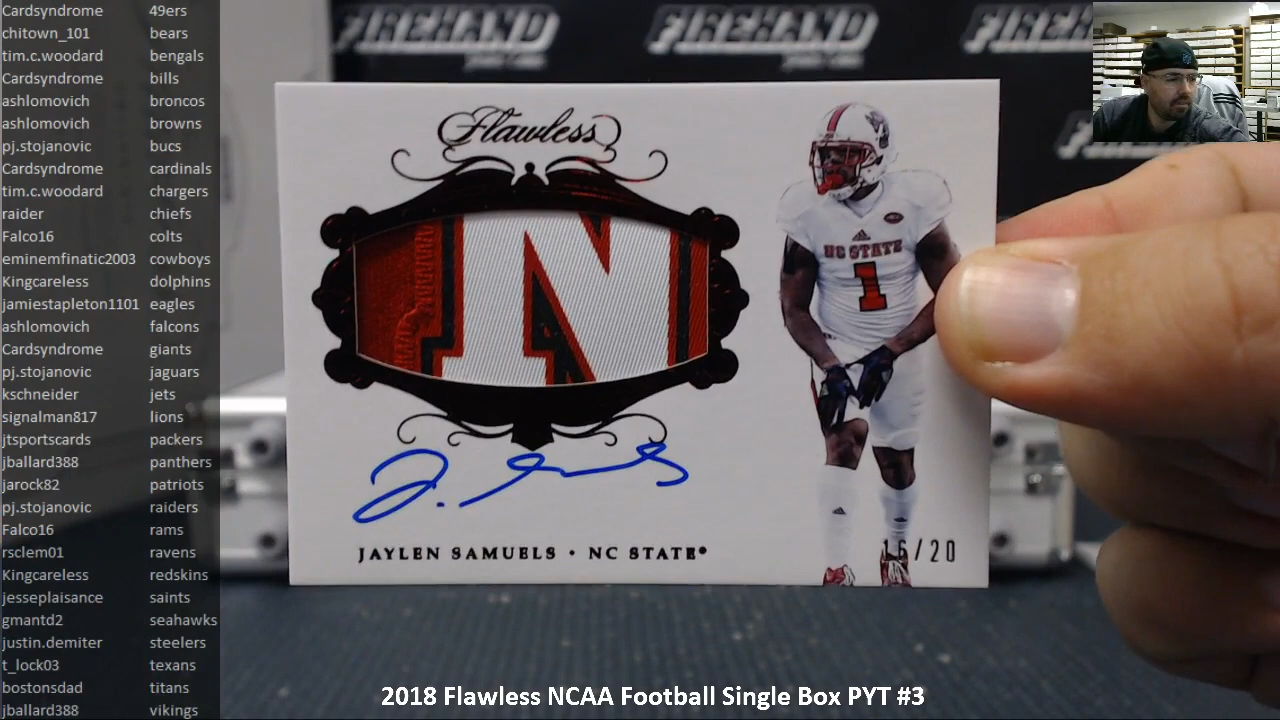 Cardsyndrome 49ers
chitown_101 bears
tim.c.woodard bengals
Cardsyndrome bills
ashlomovich broncos
ashlomovich browns
pj.stojanovic bucs
Cardsyndrome cardinals
tim.c.woodard chargers
raider chiefs
Falco16 colts
eminemfinatic2003 cowboys
Kingcareless dolphins
jamiestapleton1101 eagles
ashlomovich falcons
Cardsyndrome giants
pj.stojanovic jaguars
kschneider jets
signalman817 lions
jtsportscards packers
jballard388 panthers
jarock82 patriots
pj.stojanovic raiders
Falco16 rams
rsclem01 ravens
Kingcareless redskins
jesseplaisance saints
gmantd2 seahawks
justin.demiter steelers
t_lock03 texans
bostonsdad titans
jballard388 vikings
FIREHAND FIREHAND FIREHAND
Flawless
N
NC STATE
1
JAYLEN SAMUELS • NC STATE®
16/20
2018 Flawless NCAA Football Single Box PYT #3